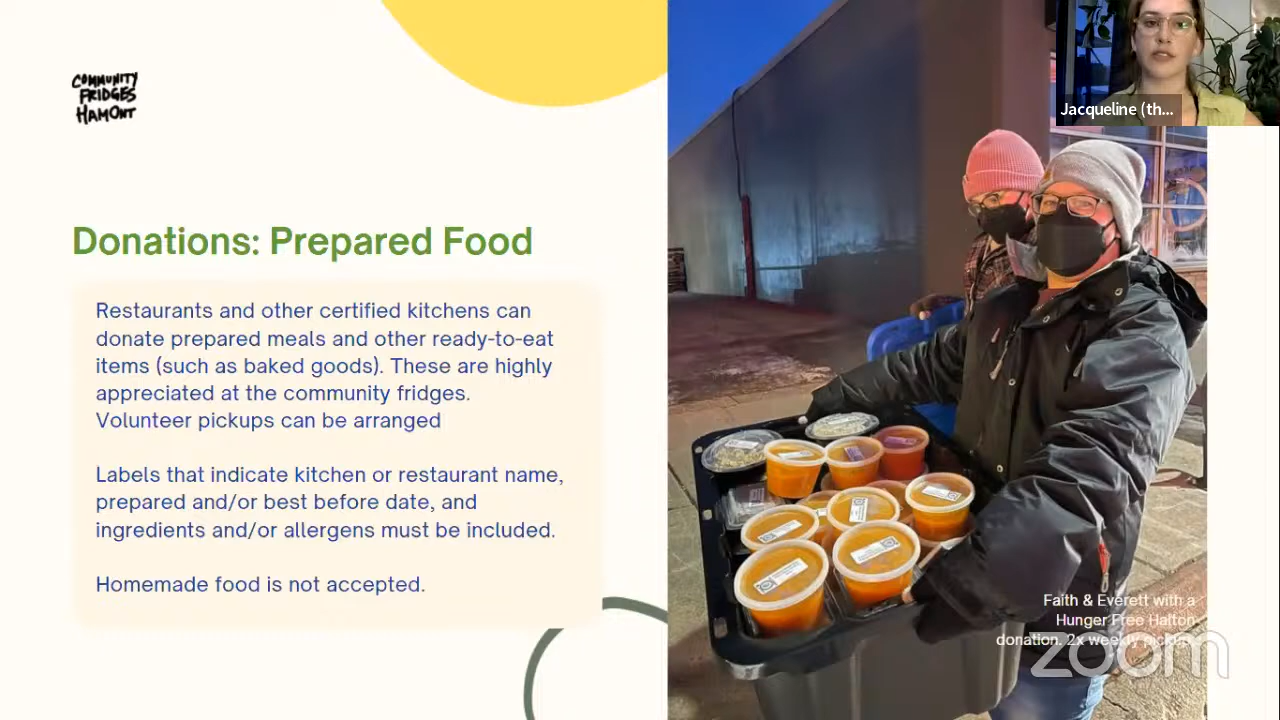 COMMUNITY
FRIDGES
HAMONT
Donations: Prepared Food
Restaurants and other certified kitchens can
donate prepared meals and other ready-to-eat
items (such as baked goods). These are highly
appreciated at the community fridges.
Volunteer pickups can be arranged
Labels that indicate kitchen or restaurant name,
prepared and/or best before date, and
ingredients and/or allergens must be included.
Homemade food is not accepted.
Jacqueline (th...
Faith & Everett with a
Hunger Free Halton
donation. 2x weekly pickup.
zoom